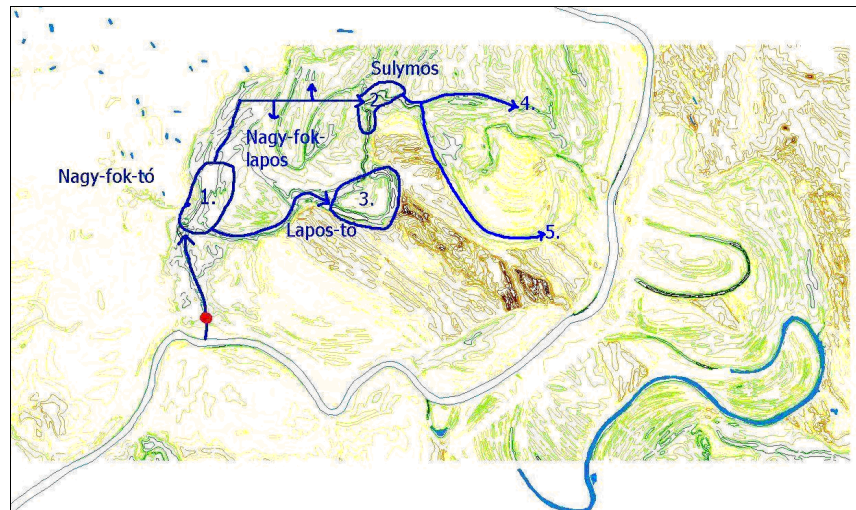 Sulymos
2.
4.
Nagy-fok-
lapos
Nagy-fok-tó
1.
3.
Lapos-tó
5.